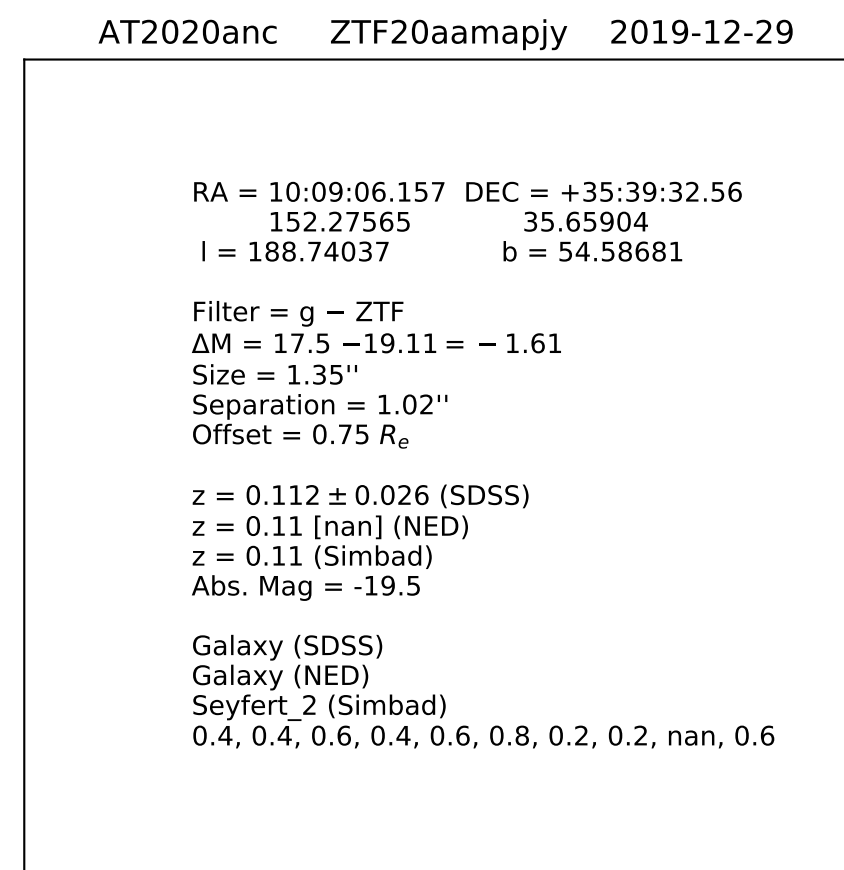 AT2020anc ZTF20aamapjy 2019-12-29
RA = 10:09:06.157 DEC = +35:39:32.56
152.27565 35.65904
l = 188.74037 b = 54.58681
Filter = g − ZTF
ΔM = 17.5 −19.11 = − 1.61
Size = 1.35''
Separation = 1.02''
Offset = 0.75 Re
z = 0.112 ± 0.026 (SDSS)
z = 0.11 [nan] (NED)
z = 0.11 (Simbad)
Abs. Mag = -19.5
Galaxy (SDSS)
Galaxy (NED)
Seyfert_2 (Simbad)
0.4, 0.4, 0.6, 0.4, 0.6, 0.8, 0.2, 0.2, nan, 0.6